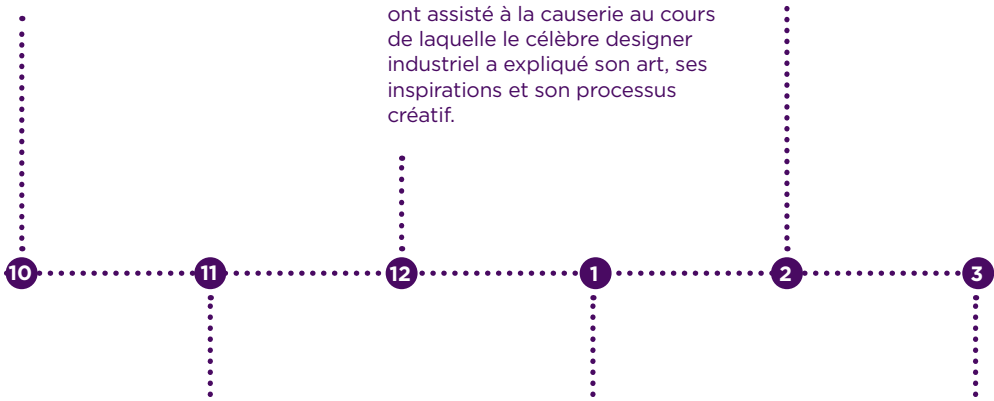 ont assisté à la causerie au cours
de laquelle le célèbre designer
industriel a expliqué son art, ses
inspirations et son processus
créatif.
10 11 12 1 2 3